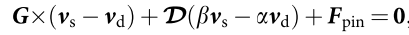 G×(v_s − v_d) + 𝓓(βv_s − αv_d) + F_pin = 0,